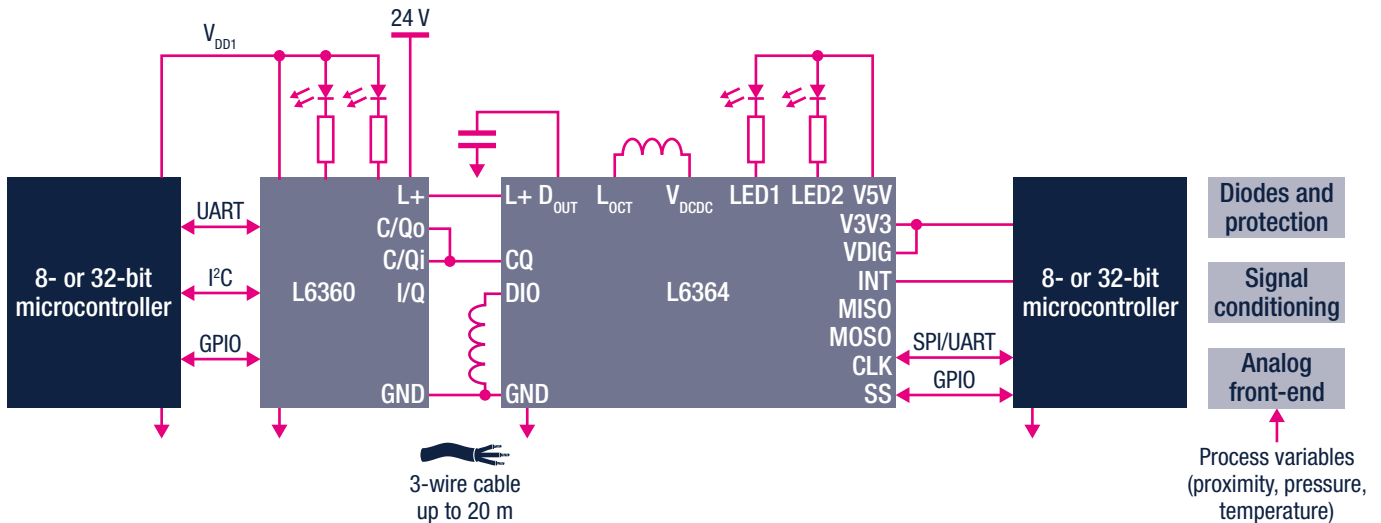 24 V
VDD1
8- or 32-bit
microcontroller
UART
I²C
GPIO
L6360
L+
C/Qo
C/Qi
I/Q
GND
3-wire cable
up to 20 m
L+ DOUT LOCT VDCDC LED1 LED2 V5V
CQ
DIO
GND
L6364
V3V3
VDIG
INT
MISO
MOSO
CLK
SS
SPI/UART
GPIO
8- or 32-bit
microcontroller
Diodes and
protection
Signal
conditioning
Analog
front-end
Process variables
(proximity, pressure,
temperature)